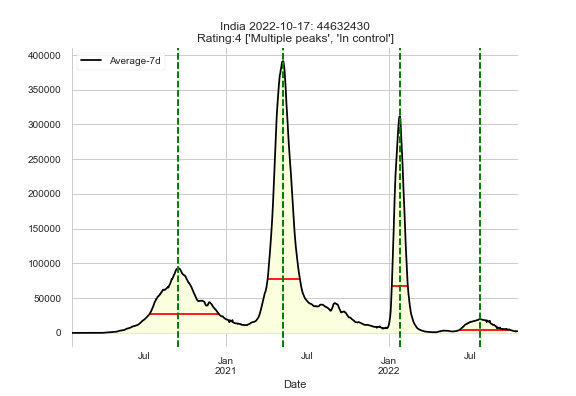 India 2022-10-17: 44632430
Rating:4 ['Multiple peaks', 'In control']
Average-7d
400000
350000
300000
250000
200000
150000
100000
50000
0
Jul
Jan
2021
Jul
Jan
2022
Jul
Date